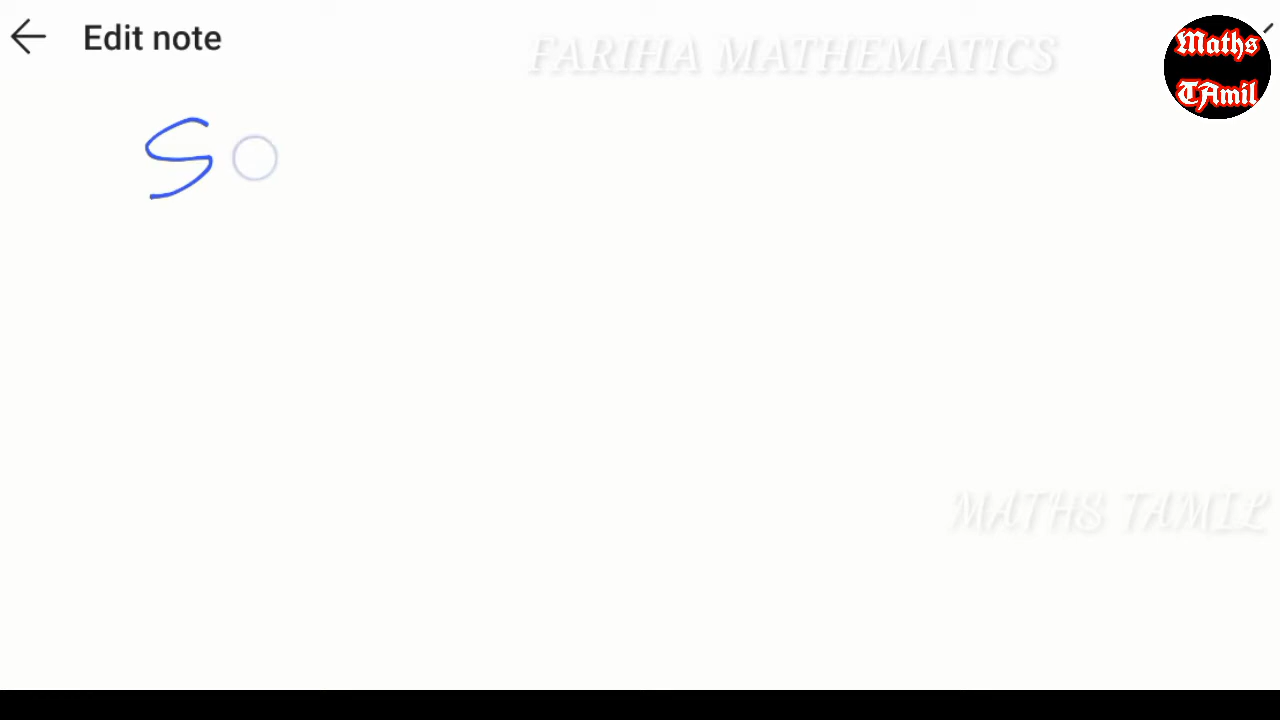 Edit note
FARIHA MATHEMATICS
Maths
TAmil
S
MATHS TAMIL